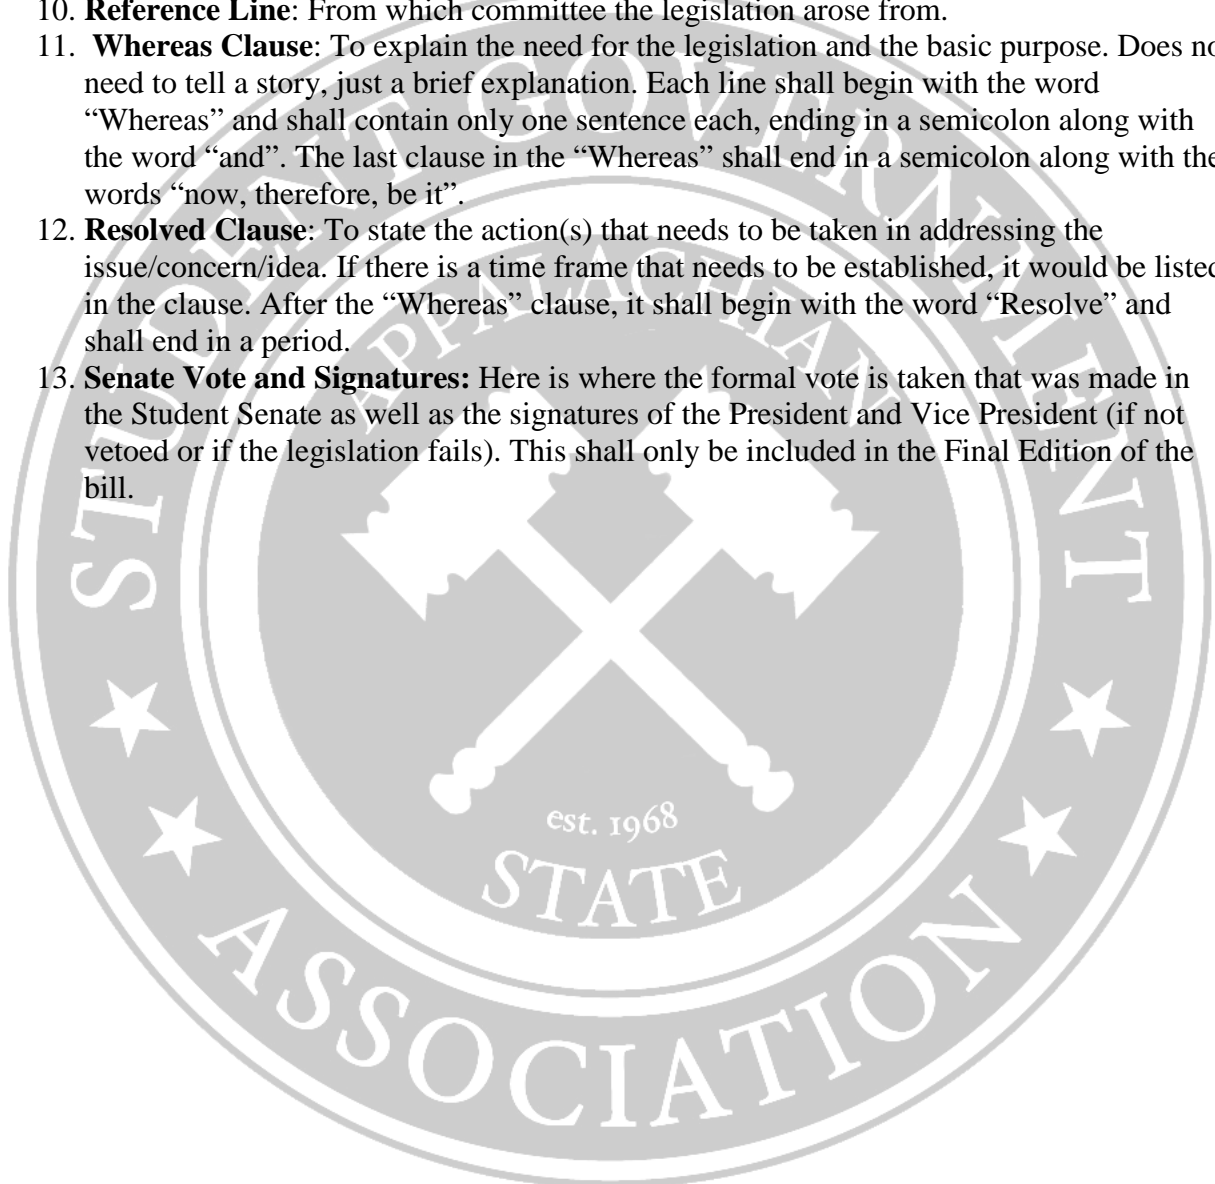 10. Reference Line: From which committee the legislation arose from.
11. Whereas Clause: To explain the need for the legislation and the basic purpose. Does no
need to tell a story, just a brief explanation. Each line shall begin with the word
“Whereas” and shall contain only one sentence each, ending in a semicolon along with
the word “and”. The last clause in the “Whereas” shall end in a semicolon along with the
words “now, therefore, be it”.
12. Resolved Clause: To state the action(s) that needs to be taken in addressing the
issue/concern/idea. If there is a time frame that needs to be established, it would be listed
in the clause. After the “Whereas” clause, it shall begin with the word “Resolve” and
shall end in a period.
13. Senate Vote and Signatures: Here is where the formal vote is taken that was made in
the Student Senate as well as the signatures of the President and Vice President (if not
vetoed or if the legislation fails). This shall only be included in the Final Edition of the
bill.
STUDENT GOVERNMENT
APPALACHAN
est. 1968
STATE
ASSOCIATION